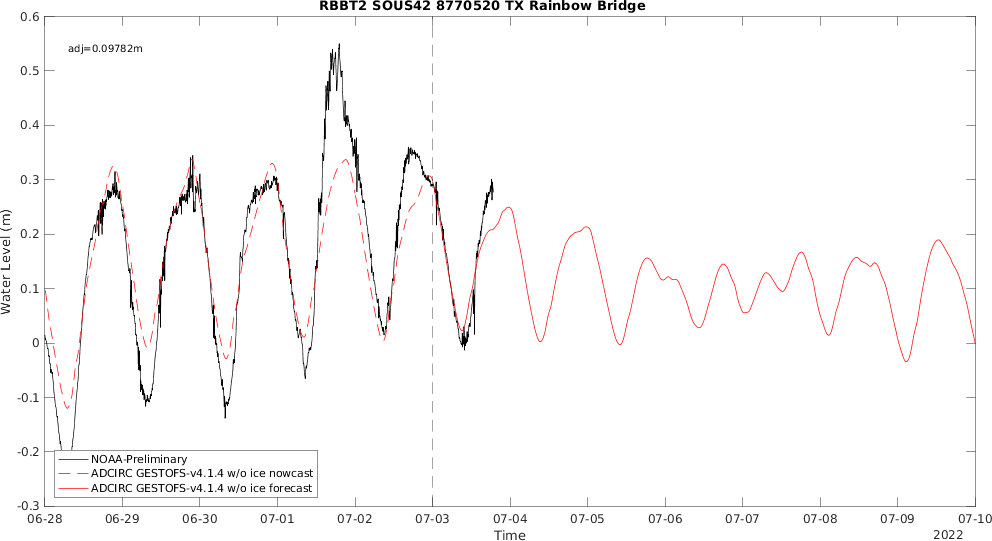 RBBT2 SOUS42 8770520 TX Rainbow Bridge
0.6
adj=0.09782m
0.5
0.4
0.3
0.2
0.1
0
-0.1
-0.2
-0.3
Water Level (m)
NOAA-Preliminary
ADCIRC GESTOFS-v4.1.4 w/o ice nowcast
ADCIRC GESTOFS-v4.1.4 w/o ice forecast
06-28 06-29 06-30 07-01 07-02 07-03 07-04 07-05 07-06 07-07 07-08 07-09 07-10
Time
2022